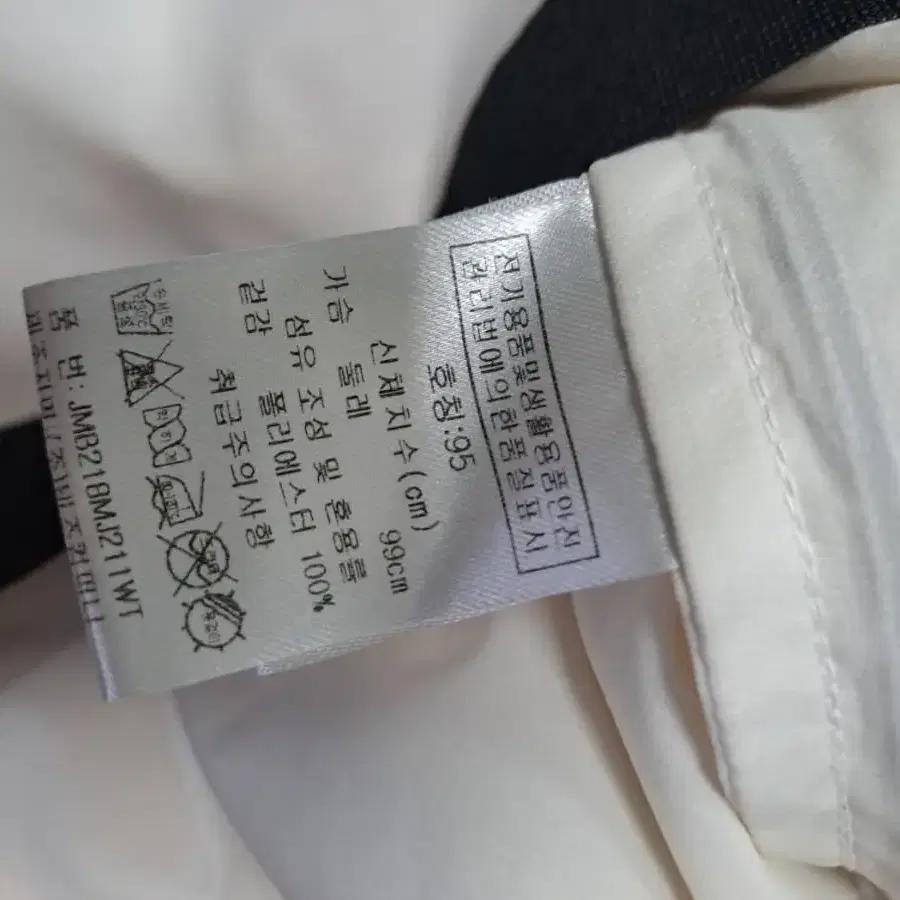 전기용품및생활용품안전
관리법에의한품질표시
호칭:95
신체치수(cm)
가슴 둘레 99cm
섬유 조성 및 혼용률
겉감 폴리에스터 100%
취급주의사항
품 번: JMB21BMJ211WT